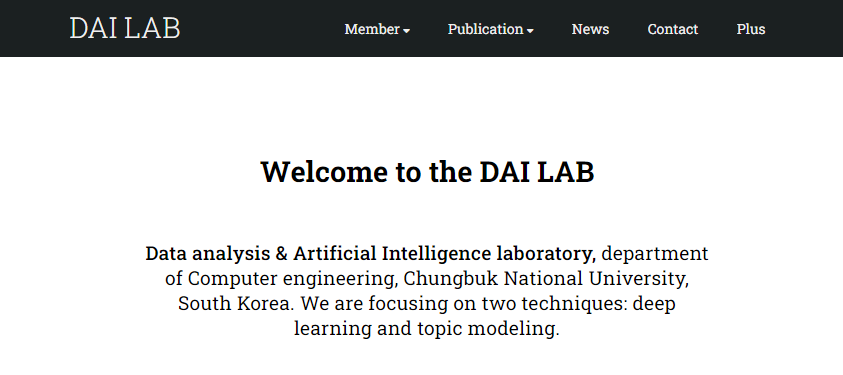 DAI LAB
Member
Publication
News
Contact
Plus
Welcome to the DAI LAB
Data analysis & Artificial Intelligence laboratory, department
of Computer engineering, Chungbuk National University,
South Korea. We are focusing on two techniques: deep
learning and topic modeling.